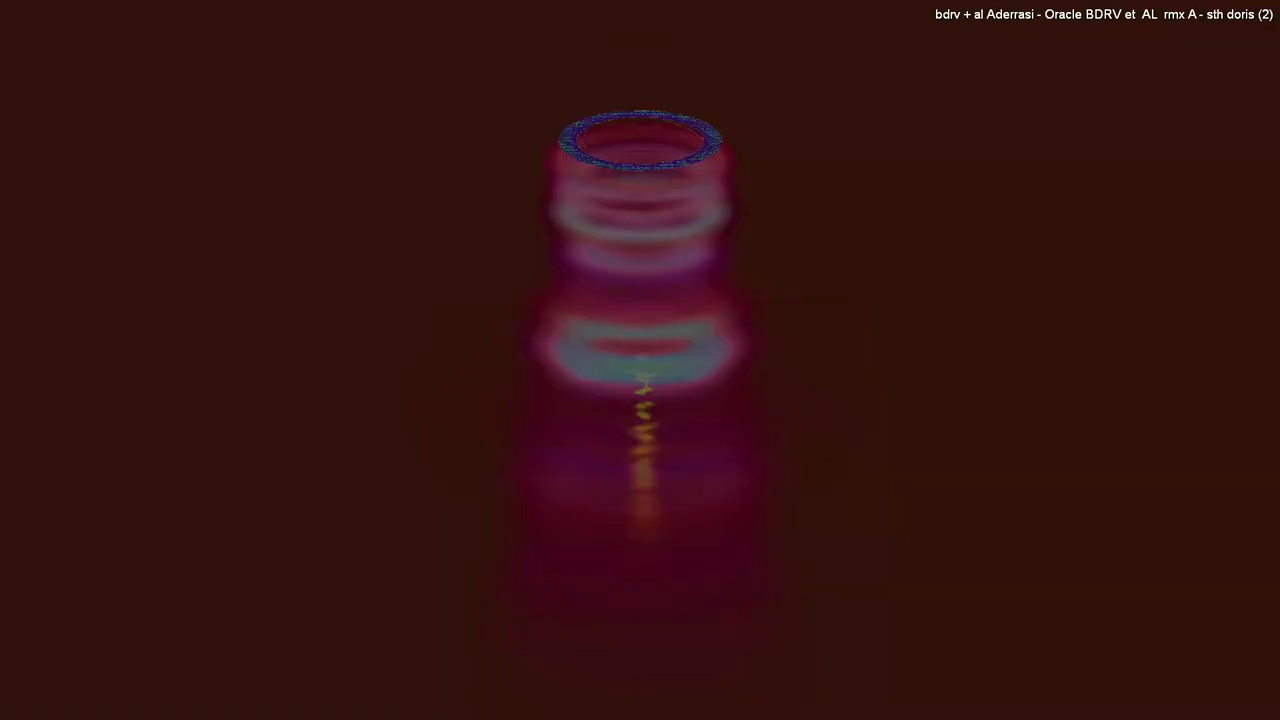 bdrv + al Aderrasi - Oracle BDRV et  AL  rmx A - sth doris (2)